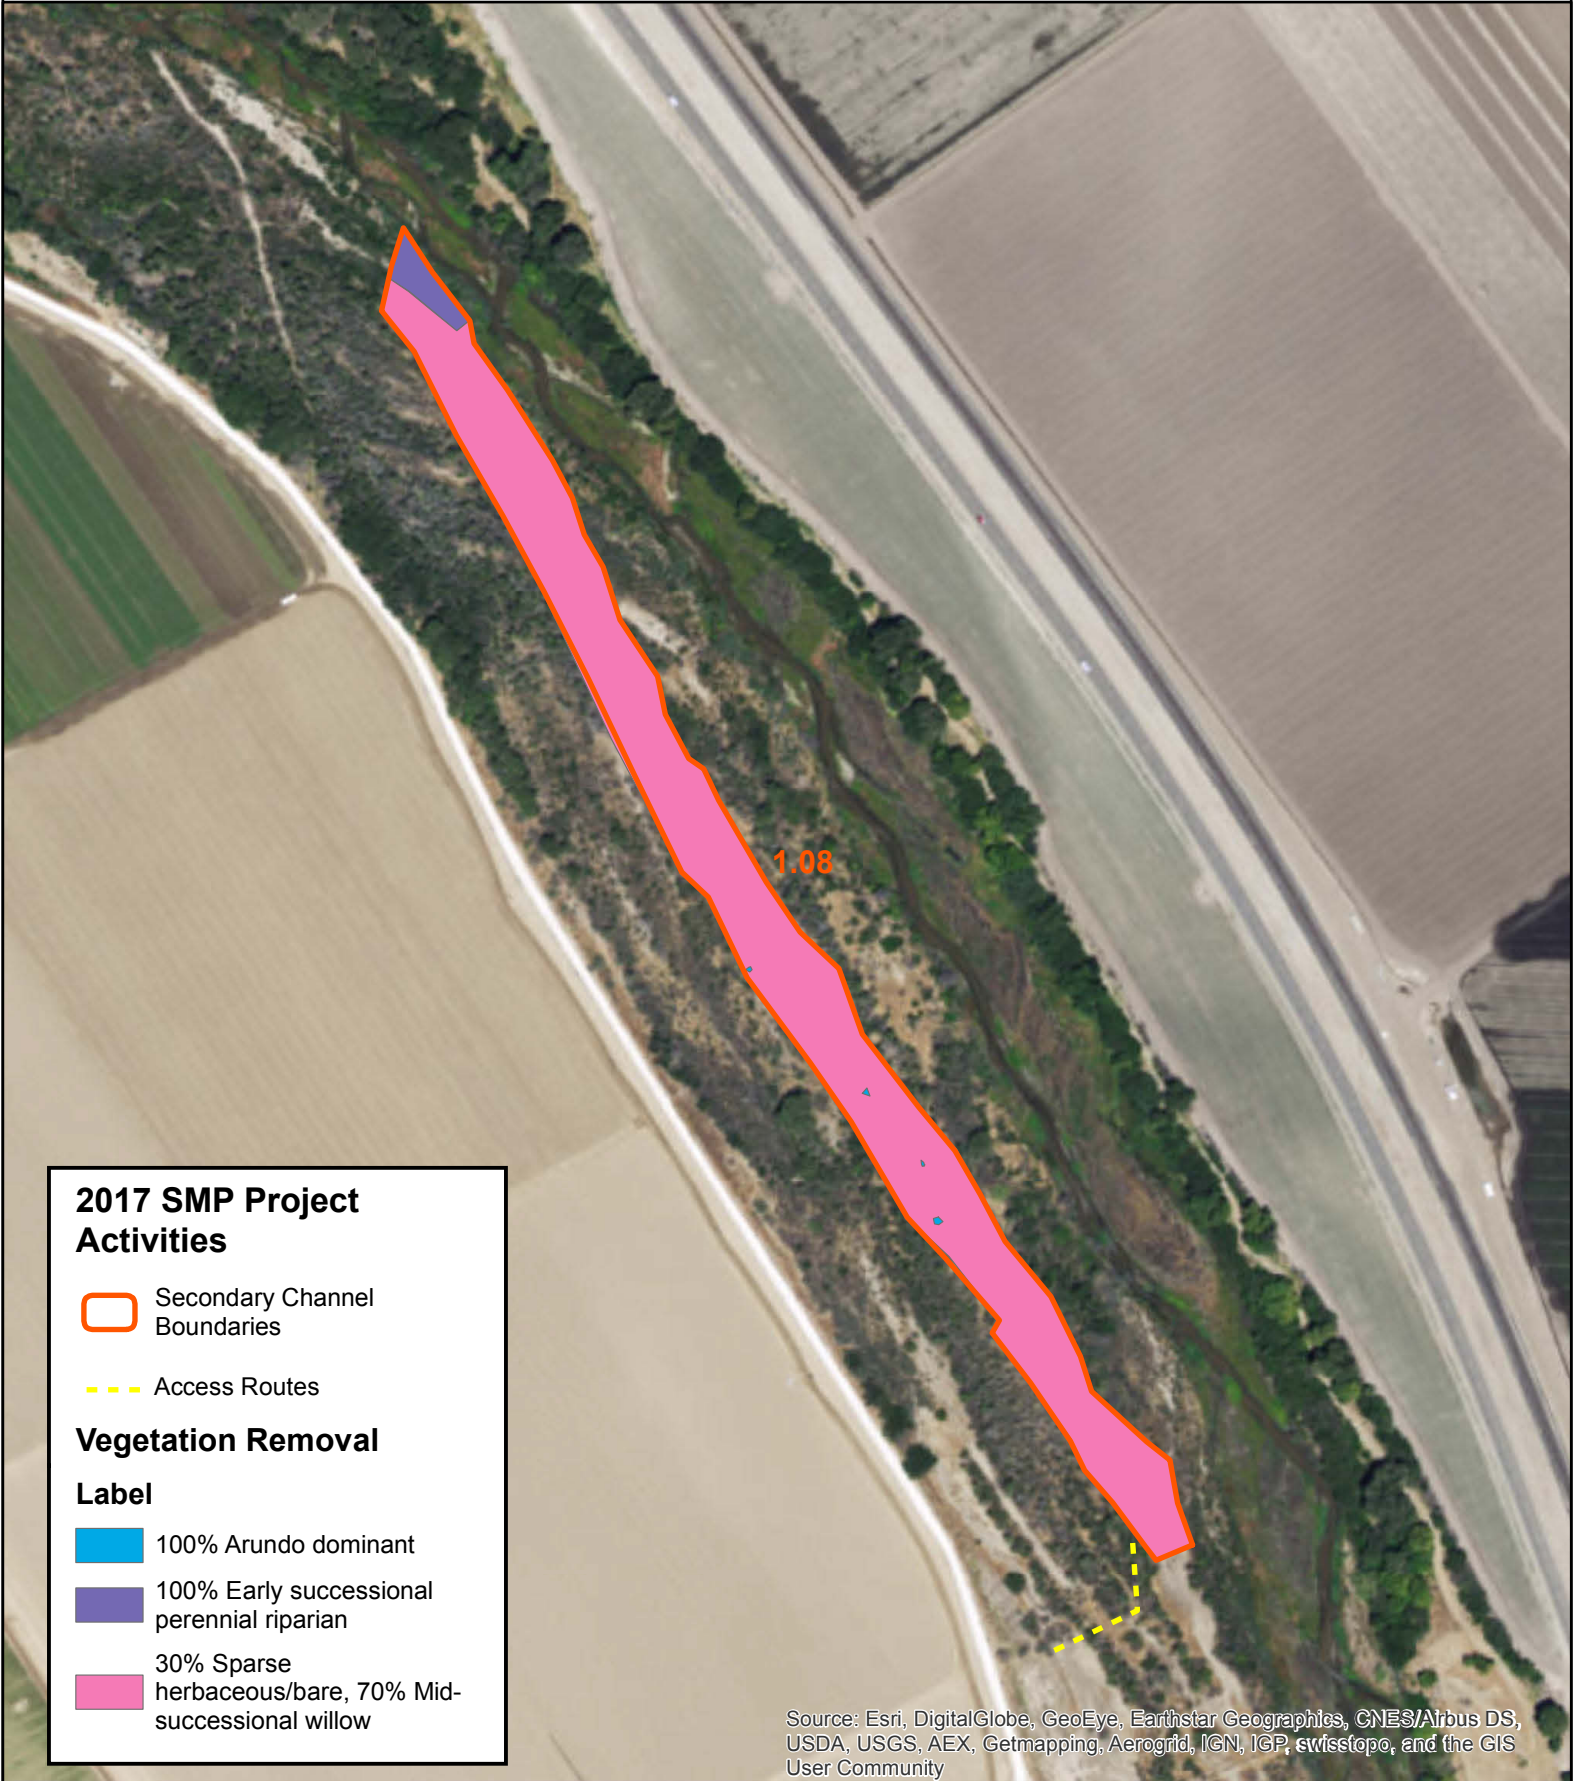 1.08
2017 SMP Project
Activities
Secondary Channel
Boundaries
Access Routes
Vegetation Removal
Label
100% Arundo dominant
100% Early successional
perennial riparian
30% Sparse
herbaceous/bare, 70% Mid-
successional willow
Source: Esri, DigitalGlobe, GeoEye, Earthstar Geographics, CNES/Airbus DS,
USDA, USGS, AEX, Getmapping, Aerogrid, IGN, IGP, swisstopo, and the GIS
User Community